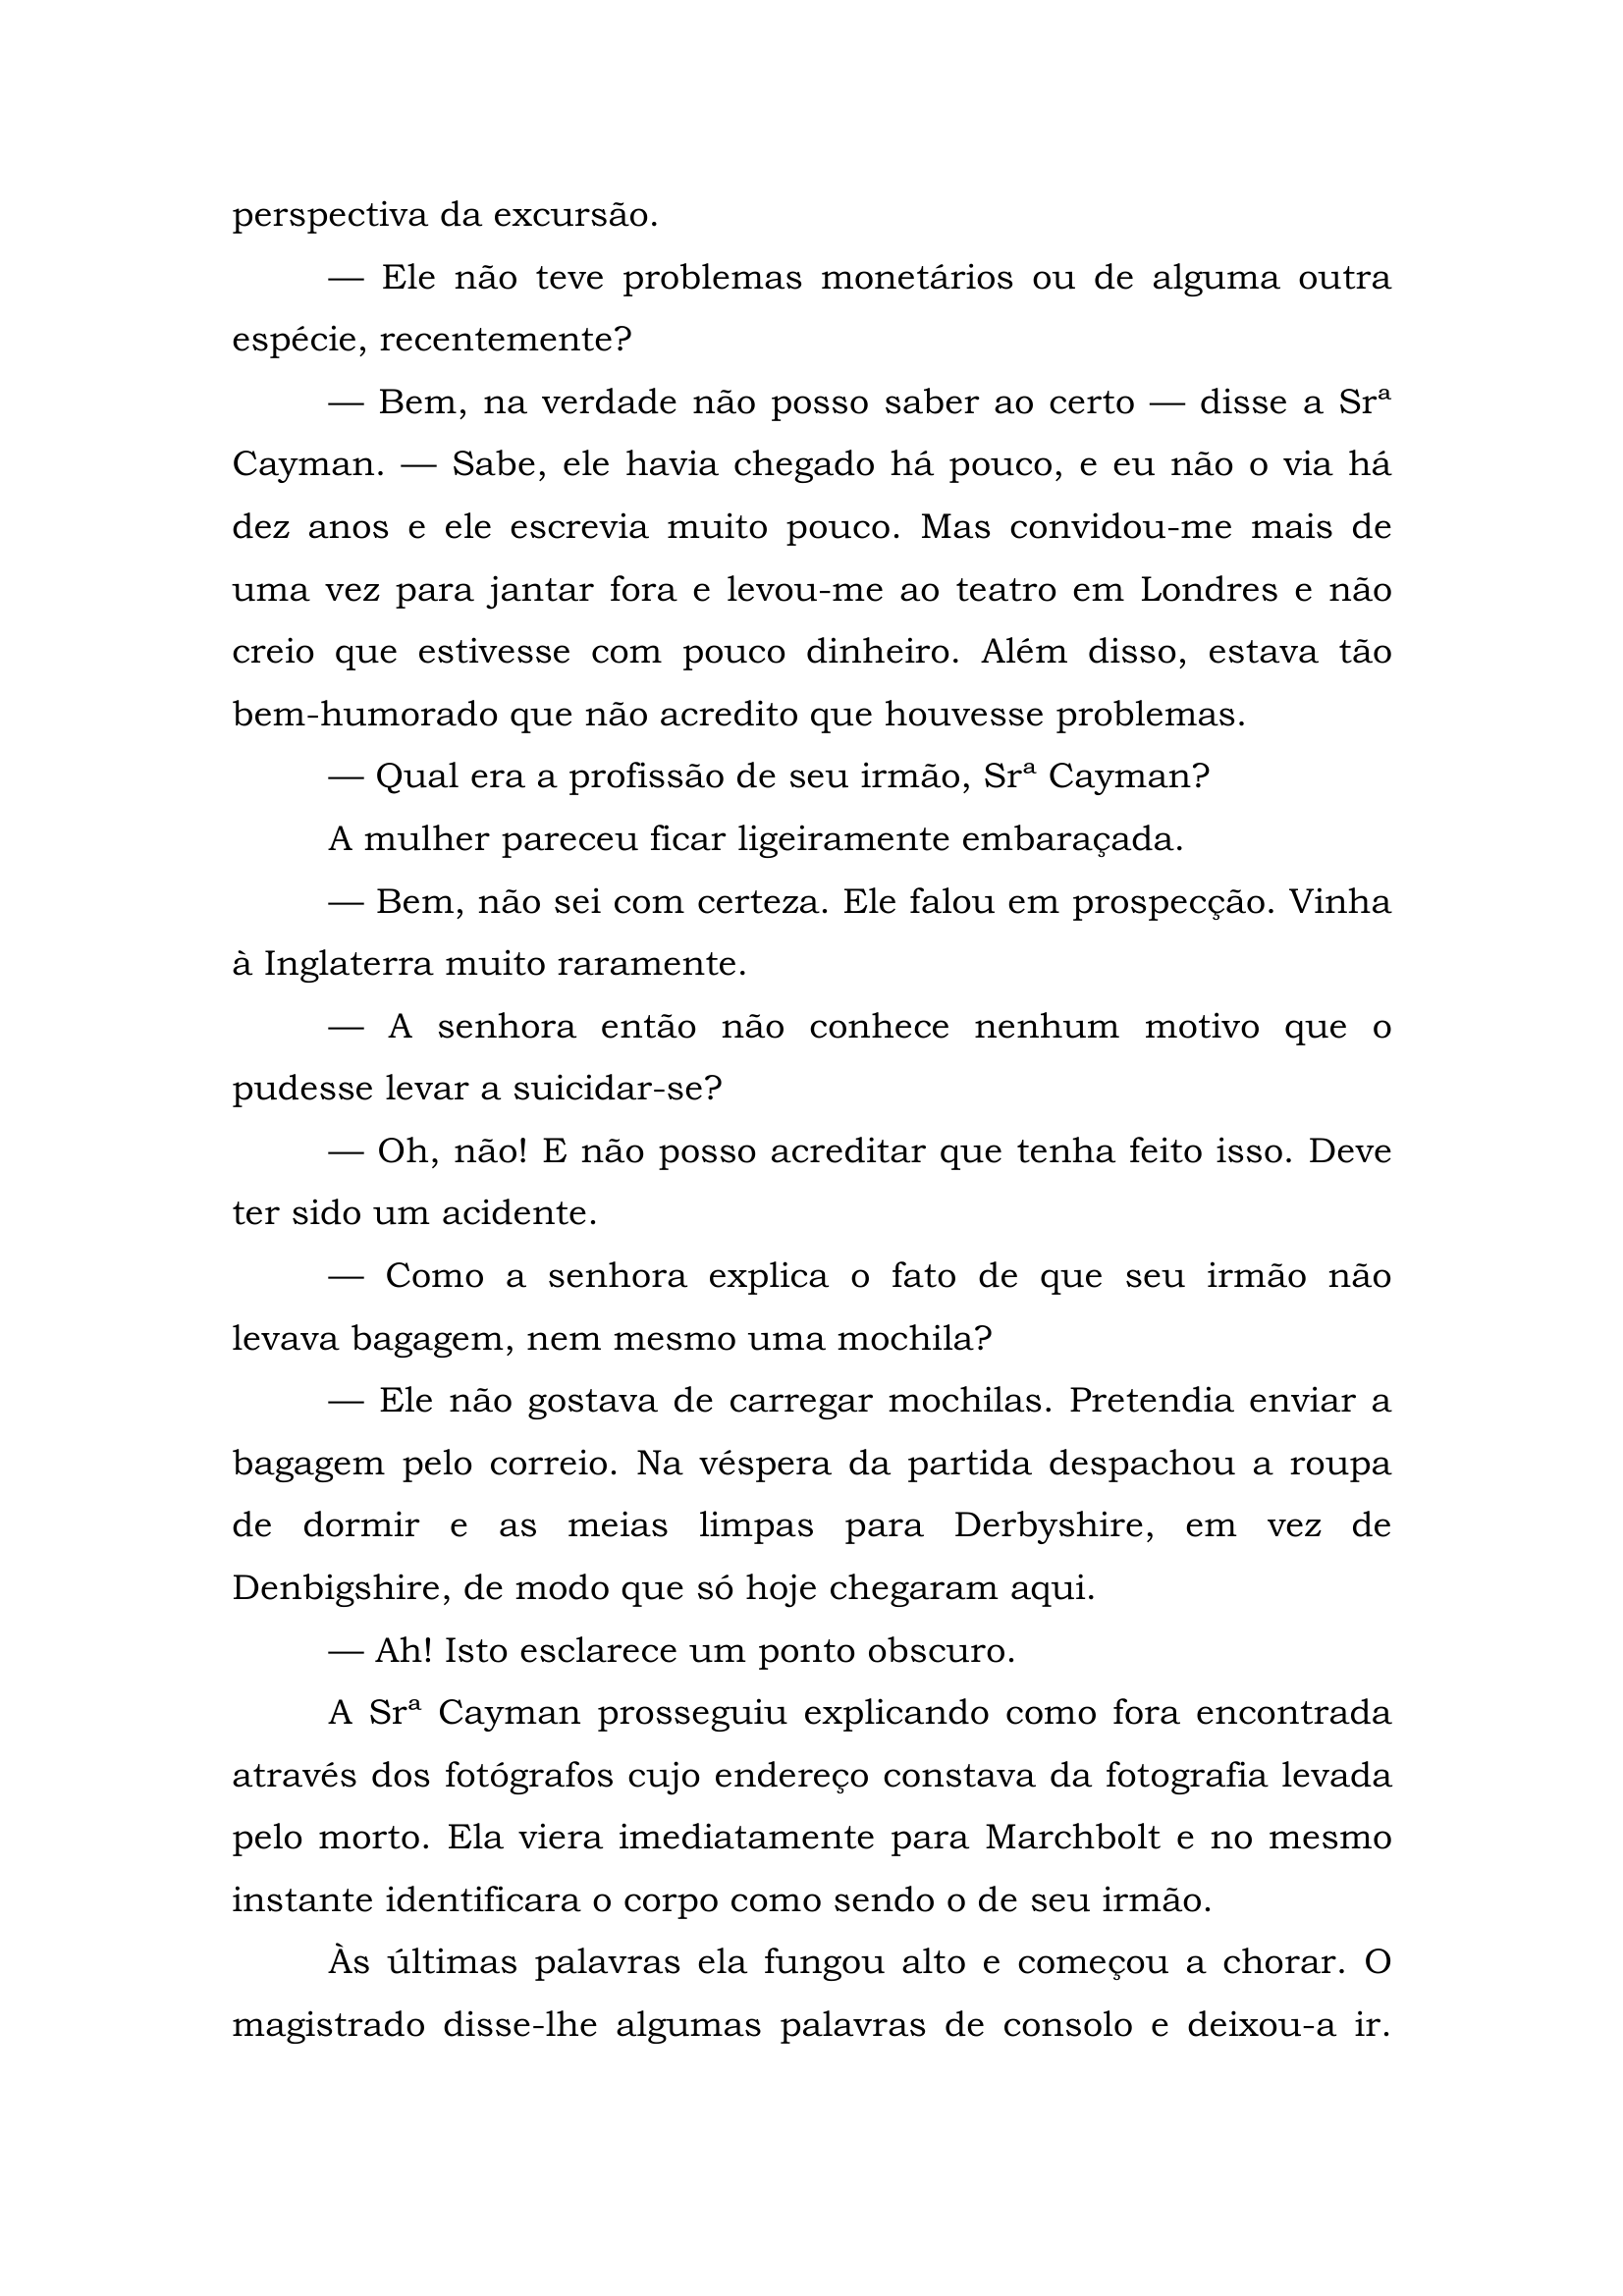 perspectiva da excursão.
— Ele não teve problemas monetários ou de alguma outra
espécie, recentemente?
— Bem, na verdade não posso saber ao certo — disse a Srª
Cayman. — Sabe, ele havia chegado há pouco, e eu não o via há
dez anos e ele escrevia muito pouco. Mas convidou-me mais de
uma vez para jantar fora e levou-me ao teatro em Londres e não
creio que estivesse com pouco dinheiro. Além disso, estava tão
bem-humorado que não acredito que houvesse problemas.
— Qual era a profissão de seu irmão, Srª Cayman?
A mulher pareceu ficar ligeiramente embaraçada.
— Bem, não sei com certeza. Ele falou em prospecção. Vinha
à Inglaterra muito raramente.
— A senhora então não conhece nenhum motivo que o
pudesse levar a suicidar-se?
— Oh, não! E não posso acreditar que tenha feito isso. Deve
ter sido um acidente.
— Como a senhora explica o fato de que seu irmão não
levava bagagem, nem mesmo uma mochila?
— Ele não gostava de carregar mochilas. Pretendia enviar a
bagagem pelo correio. Na véspera da partida despachou a roupa
de dormir e as meias limpas para Derbyshire, em vez de
Denbigshire, de modo que só hoje chegaram aqui.
— Ah! Isto esclarece um ponto obscuro.
A Srª Cayman prosseguiu explicando como fora encontrada
através dos fotógrafos cujo endereço constava da fotografia levada
pelo morto. Ela viera imediatamente para Marchbolt e no mesmo
instante identificara o corpo como sendo o de seu irmão.
Às últimas palavras ela fungou alto e começou a chorar. O
magistrado disse-lhe algumas palavras de consolo e deixou-a ir.